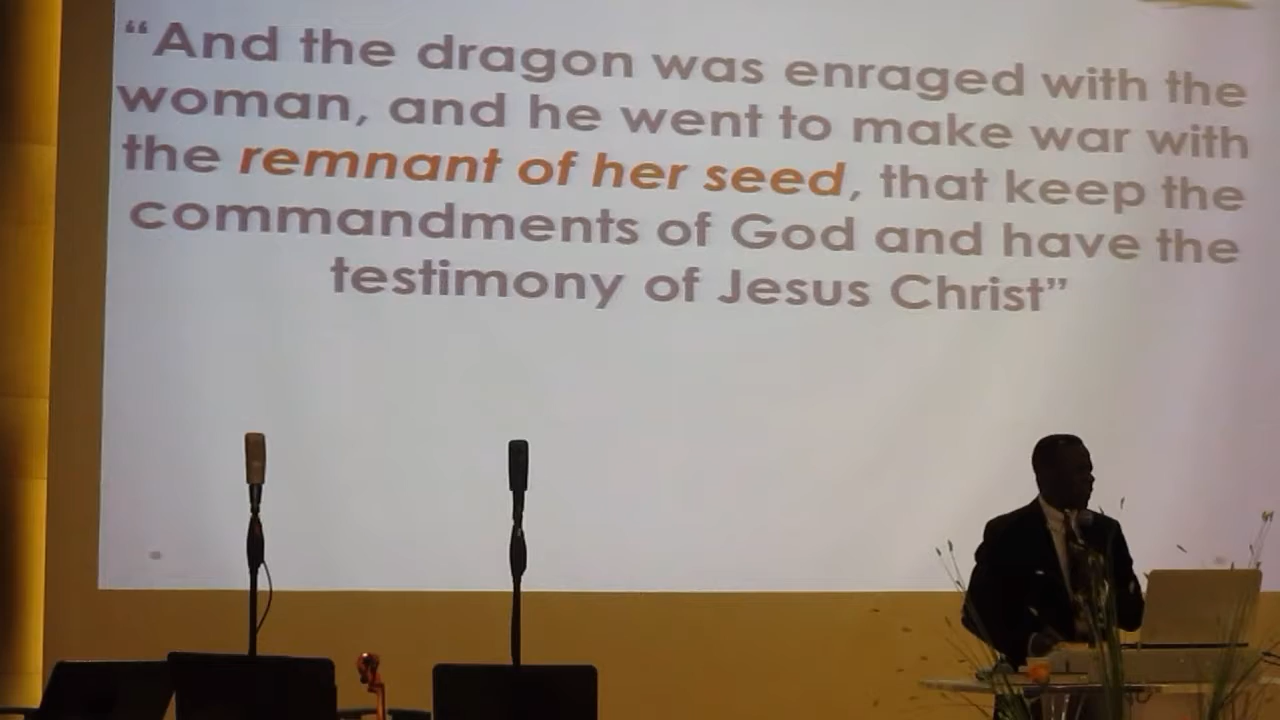 “And the dragon was enraged with the
woman, and he went to make war with
the remnant of her seed, that keep the
commandments of God and have the
testimony of Jesus Christ”